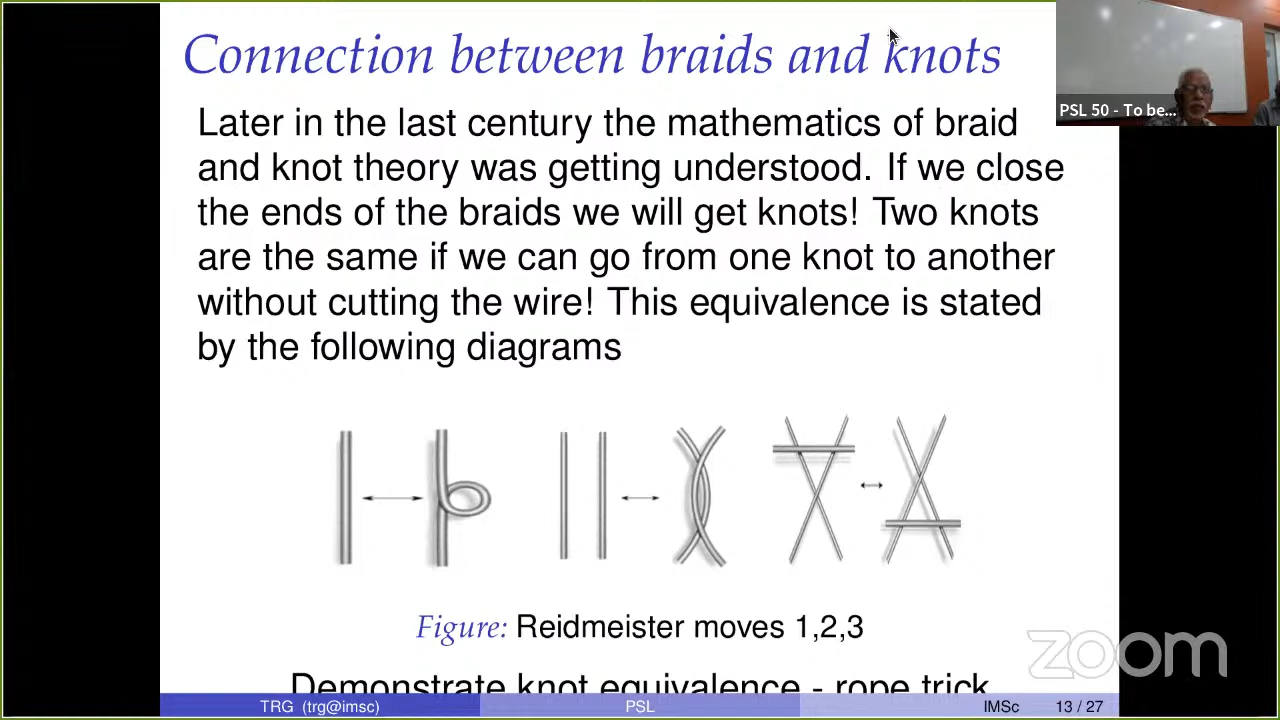 Connection between braids and knots
PSL 50 - To be...
Later in the last century the mathematics of braid
and knot theory was getting understood. If we close
the ends of the braids we will get knots! Two knots
are the same if we can go from one knot to another
without cutting the wire! This equivalence is stated
by the following diagrams
Figure: Reidmeister moves 1,2,3
zoom
Demonstrate knot equivalence - rope trick
TRG (trg@imsc) PSL IMSc 13 / 27